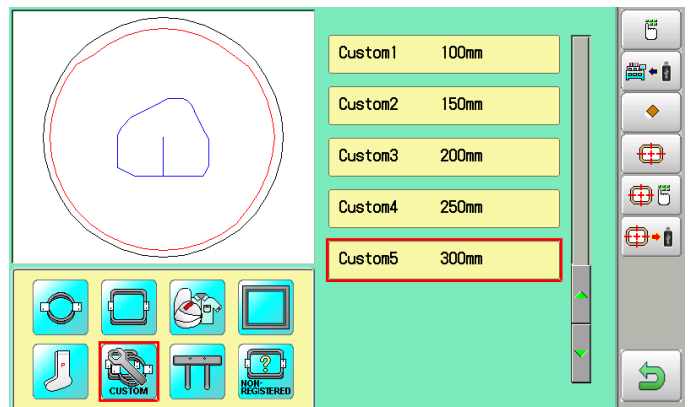 Custom1 100mm
Custom2 150mm
Custom3 200mm
Custom4 250mm
Custom5 300mm
P
CUSTOM
?
NON-
REGISTERED